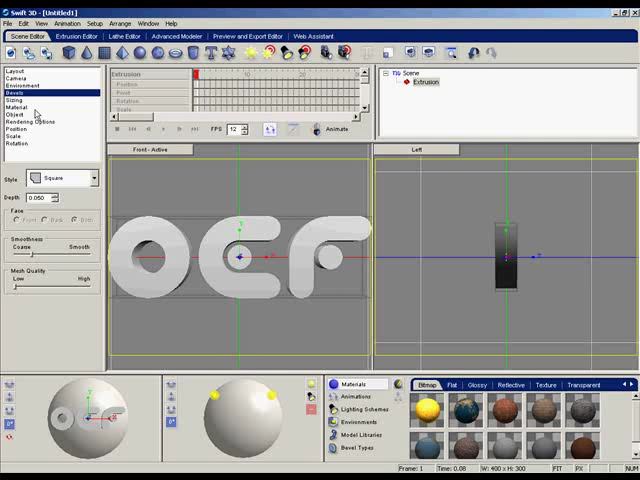 Swift 3D - [Untitled1]
File Edit View Animation Setup Arrange Window Help
Scene Editor Extrusion Editor Lathe Editor Advanced Modeler Preview and Export Editor Web Assistant
Layout
Camera
Environment
Bevels
Sizing
Material
Object
Rendering Options
Position
Scale
Rotation
Style Square
Depth 0.050
Face
Front Back Both
Smoothness
Coarse Smooth
Mesh Quality
Low High
Extrusion
Position
Pivot
Rotation
Scale
10 20 30
FPS 12 Animate
Scene
Extrusion
Front - Active
Left
OCF
Materials
Animations
Lighting Schemes
Environments
Model Libraries
Bevel Types
Bitmap Flat Glossy Reflective Texture Transparent
Frame: 1 Time: 0.08 W: 400 x H: 300 FIT PX NUM